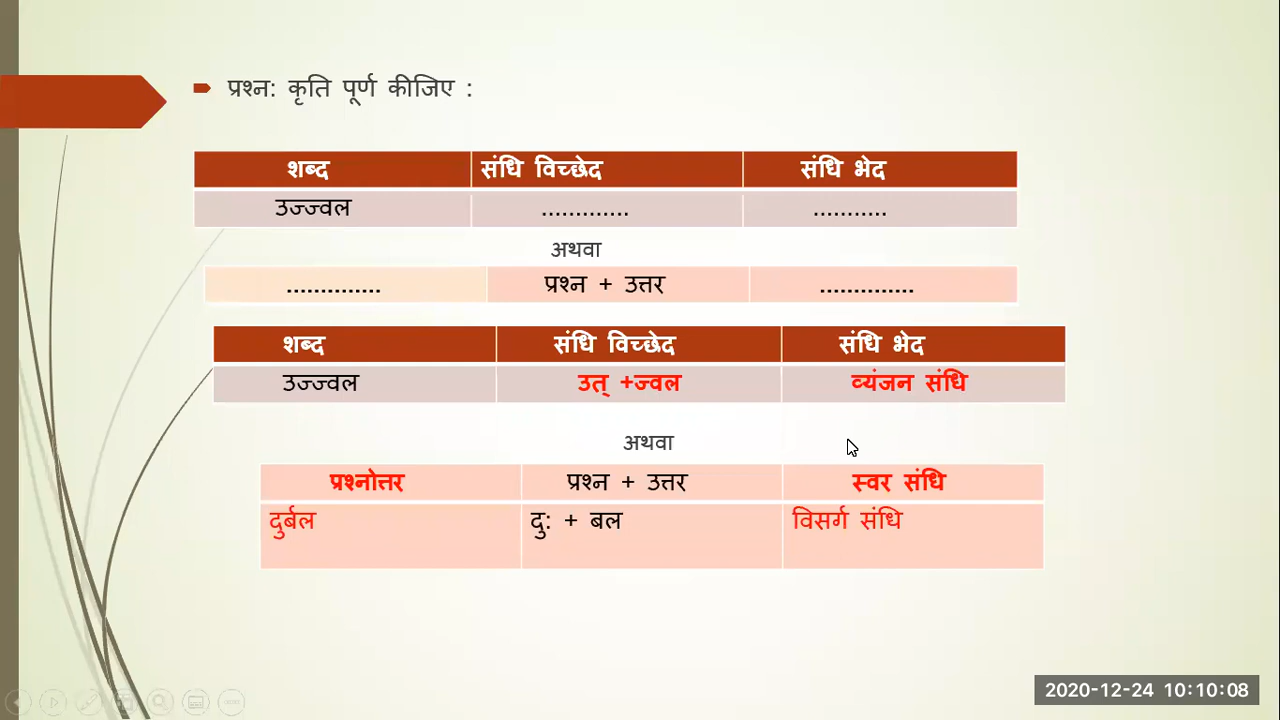 प्रश्न: कृति पूर्ण कीजिए :
शब्द संधि विच्छेद संधि भेद
उज्ज्वल ............. ...........
अथवा
.............. प्रश्न + उत्तर ..............
शब्द संधि विच्छेद संधि भेद
उज्ज्वल उत् +ज्वल व्यंजन संधि
अथवा
प्रश्नोत्तर प्रश्न + उत्तर स्वर संधि
दुर्बल दु: + बल विसर्ग संधि
2020-12-24 10:10:08